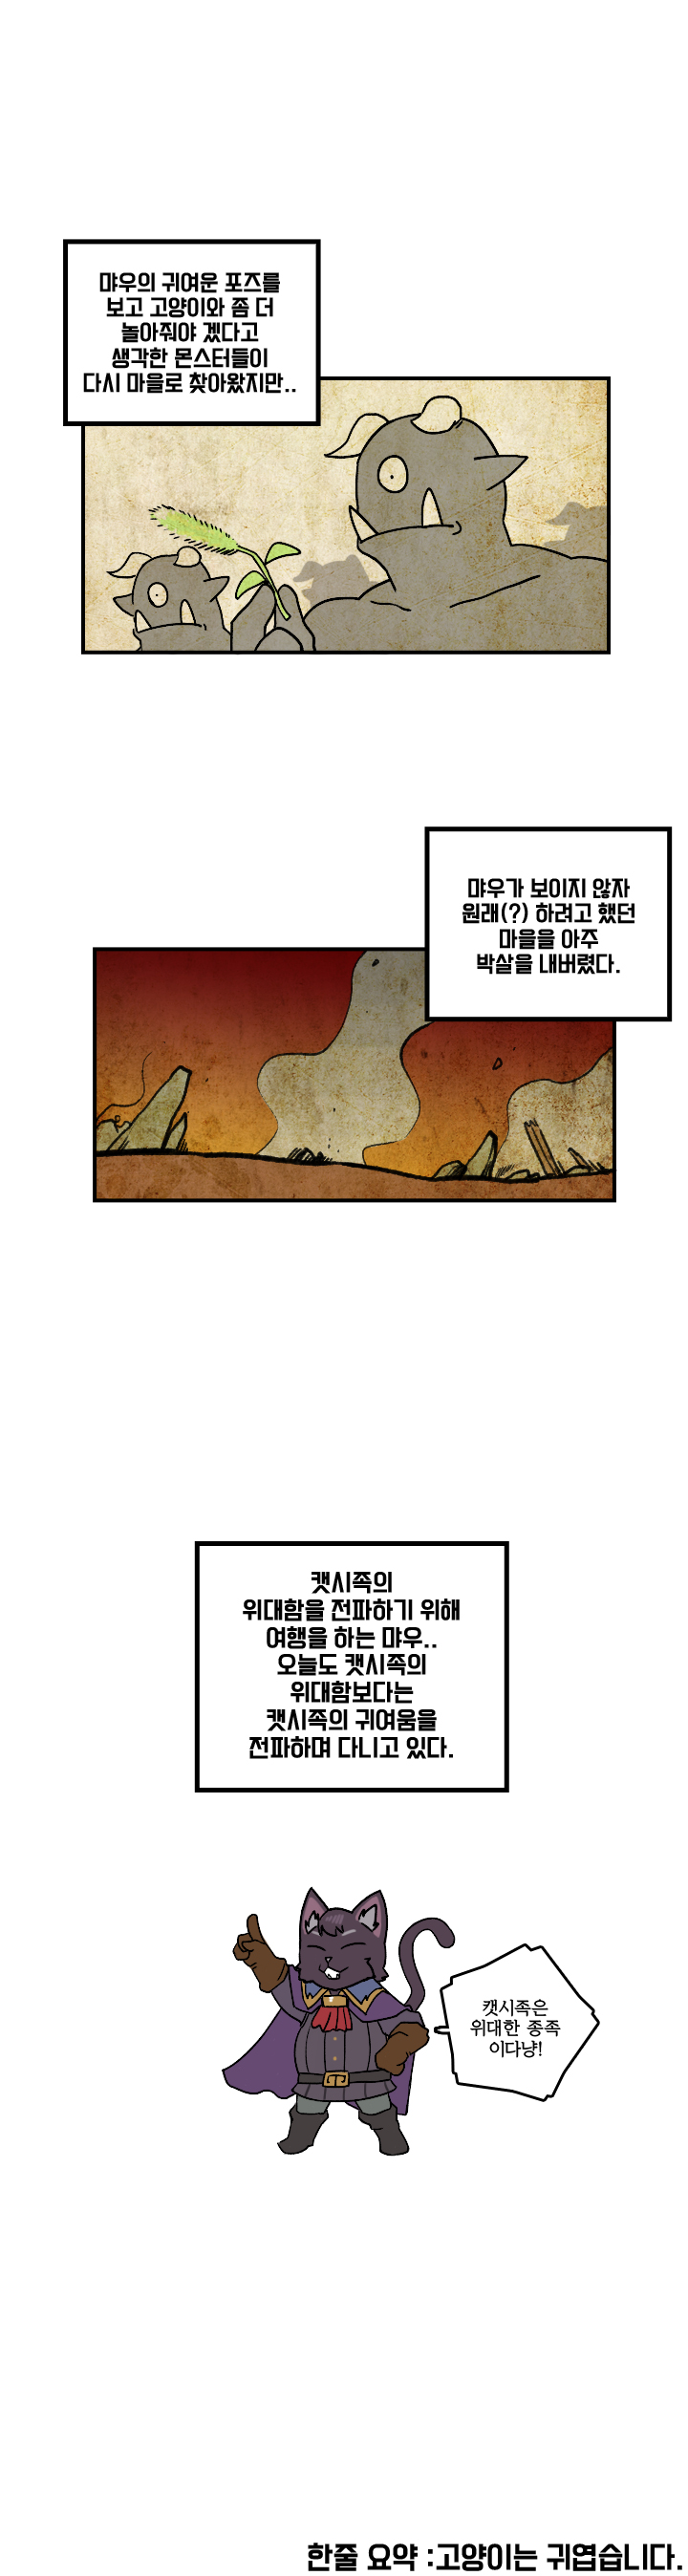 먀우의 귀여운 포즈를
보고 고양이와 좀 더
놀아줘야 겠다고
생각한 몬스터들이
다시 마을로 찾아왔지만..
먀우가 보이지 않자
원래(?) 하려고 했던
마을을 아주
박살을 내버렸다.
캣시족의
위대함을 전파하기 위해
여행을 하는 먀우..
오늘도 캣시족의
위대함보다는
캣시족의 귀여움을
전파하며 다니고 있다.
캣시족은
위대한 종족
이다냥!
한줄 요약 :고양이는 귀엽습니다.